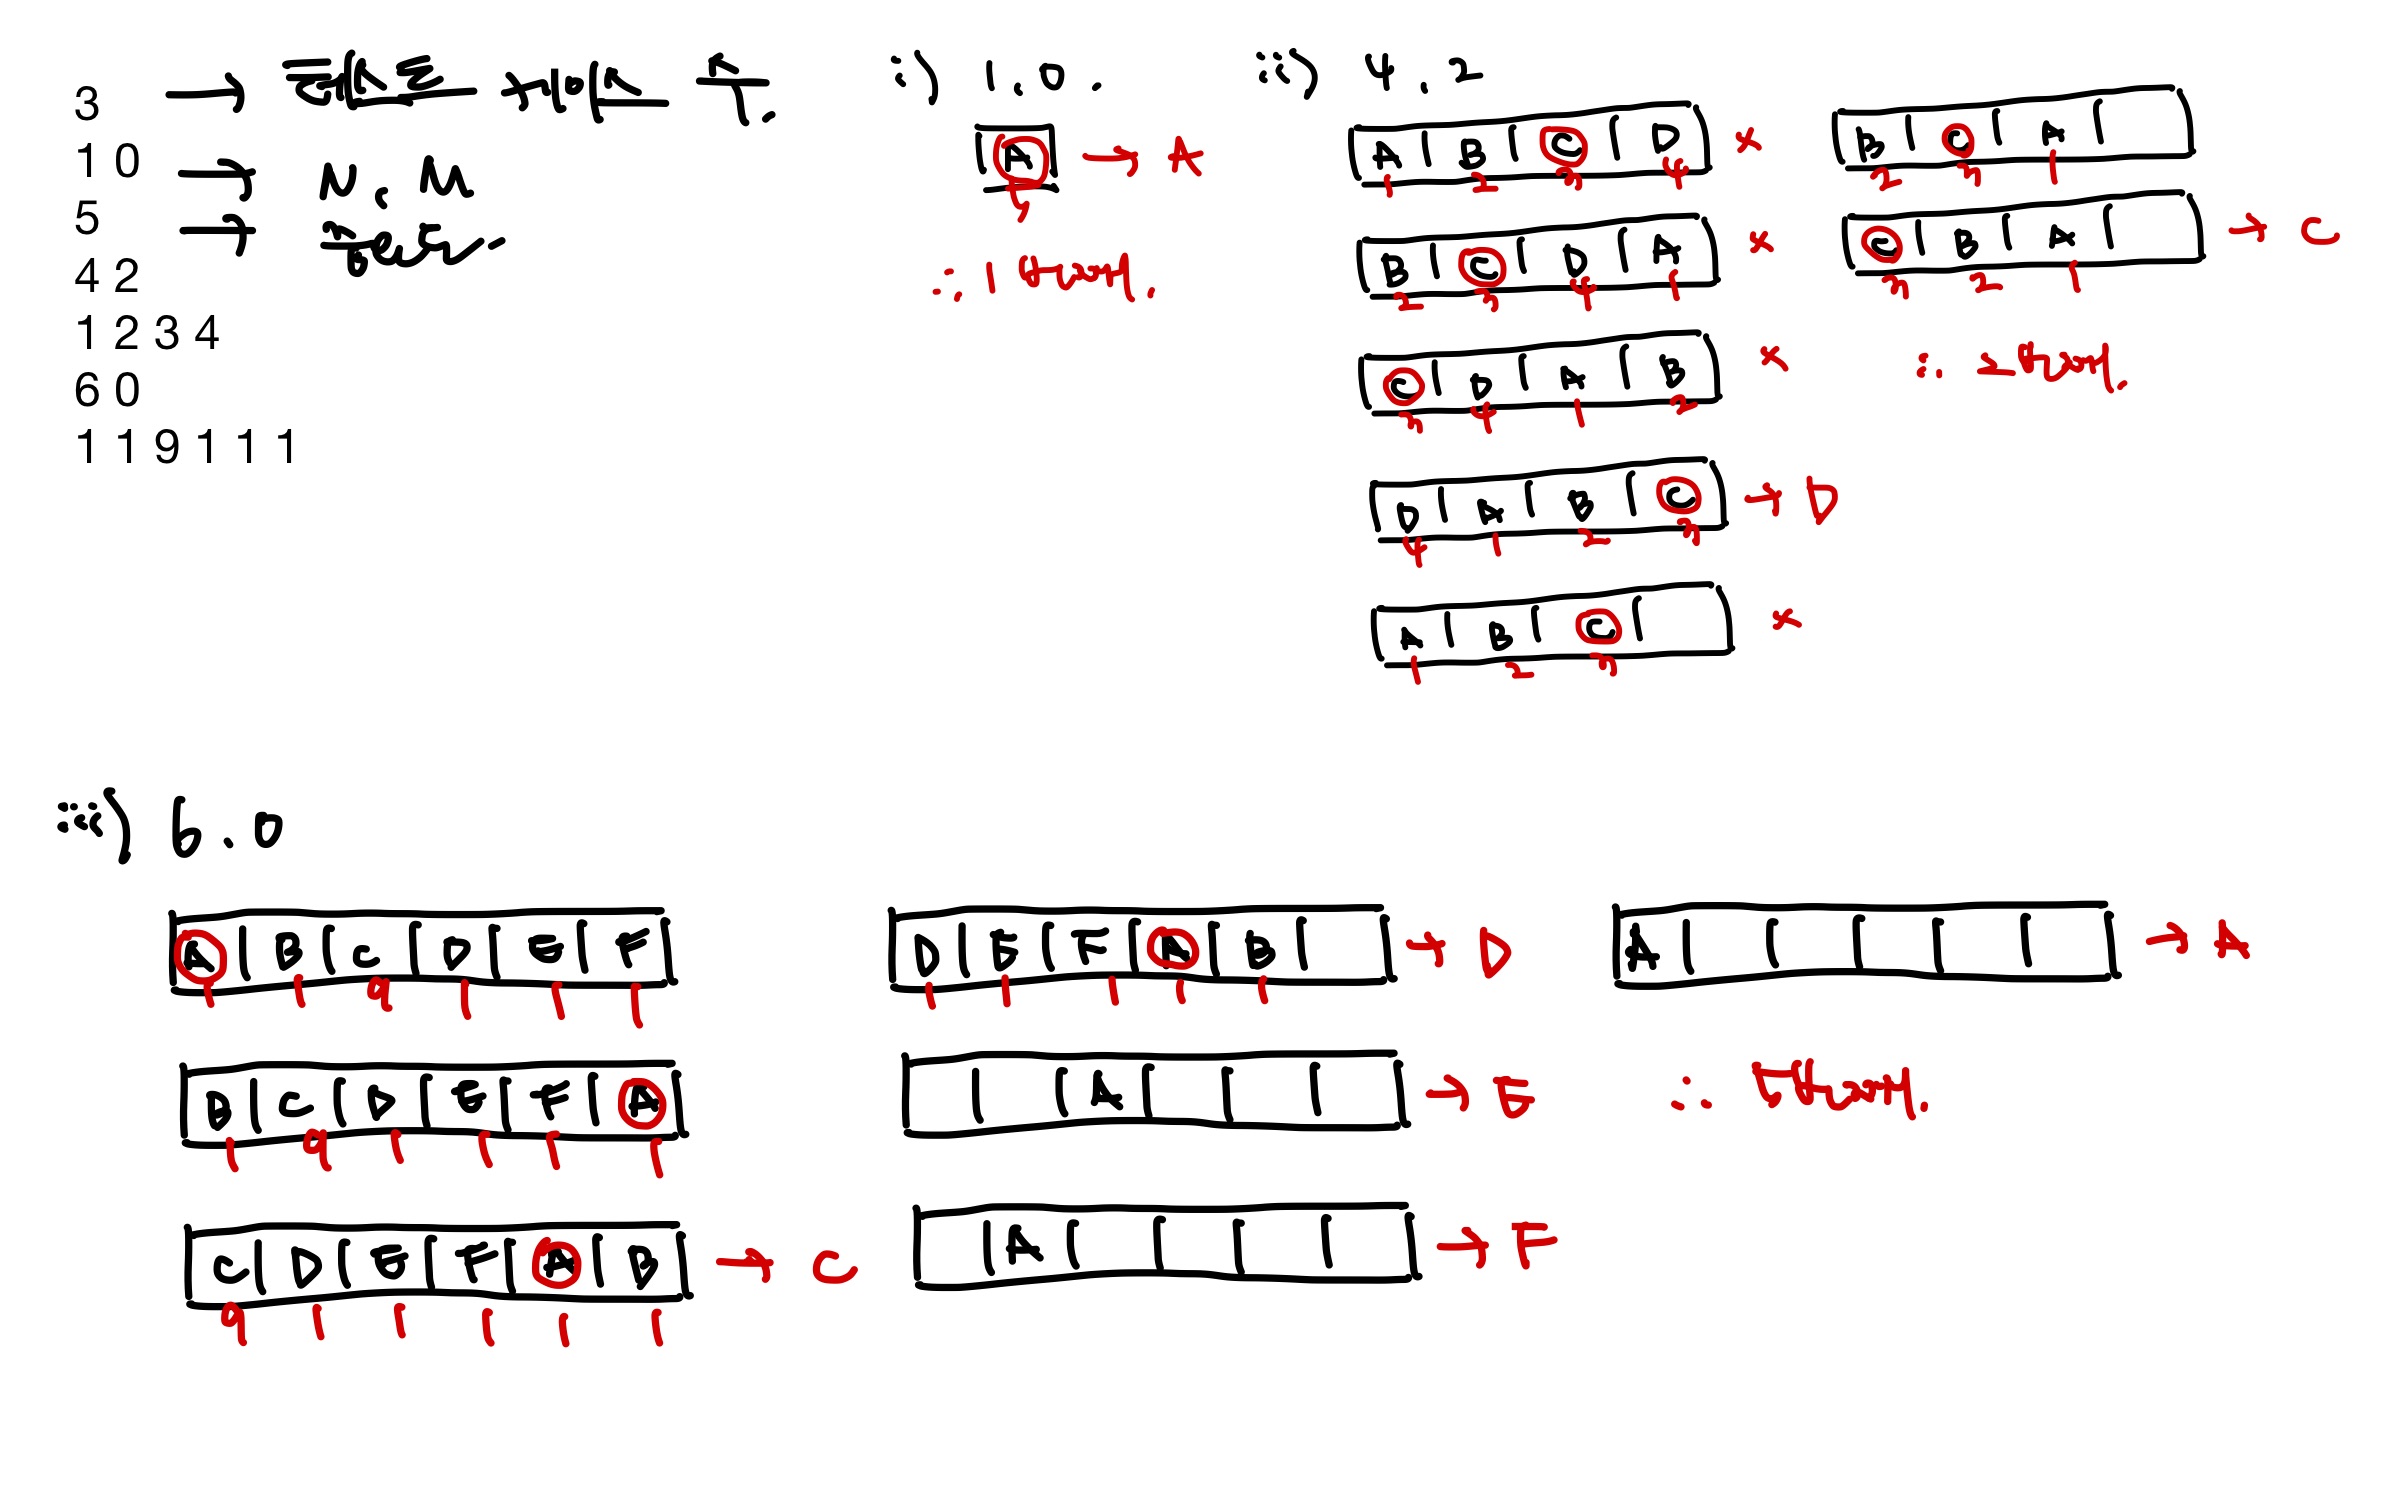 3 → 테스트 케이스 수.
1 0 → N, M
5 → 중요도
4 2
1 2 3 4
6 0
1 1 9 1 1 1
i) 1, 0.
A → A
5
∴ 1번째.
ii) 4, 2
A B C D ×
1 2 3 4
B C D A ×
2 3 4 1
C D A B ×
3 4 1 2
D A B C → D
4 1 2 3
A B C ×
1 2 3
B C A
2 3 1
C B A → C
3 2 1
∴ 2번째.
iii) 6, 0
A B C D E F
1 1 9 1 1 1
B C D E F A
1 9 1 1 1 1
C D E F A B → C
9 1 1 1 1 1
D E F A B → D
1 1 1 1 1
A → E
A → F
A → A
∴ 5번째.